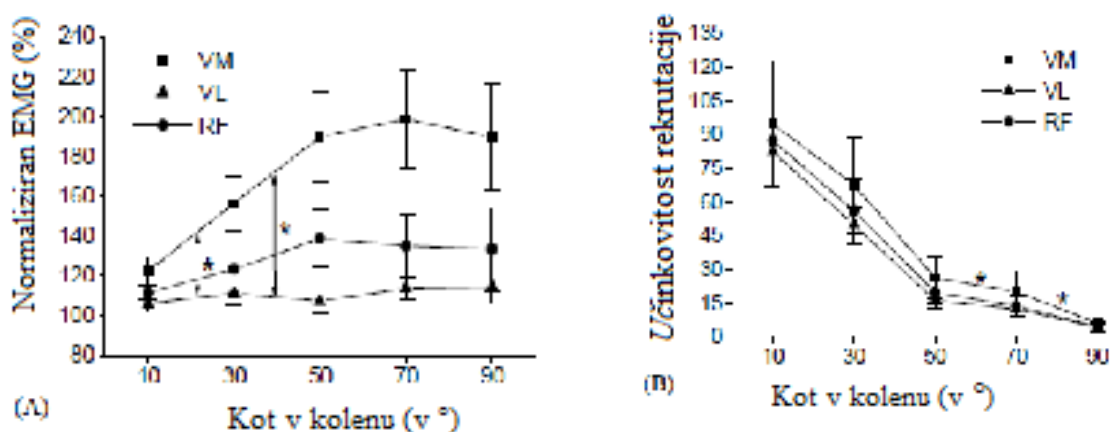 Normaliziran EMG (%)
240
220
200
180
160
140
120
100
80
VM
VL
RF
*
*
10 30 50 70 90
(A)
Kot v kolenu (v °)
Učinkovitost rekrutacije
135
120
105
90
75
60
45
30
15
0
VM
VL
RF
*
*
10 30 50 70 90
(B)
Kot v kolenu (v °)